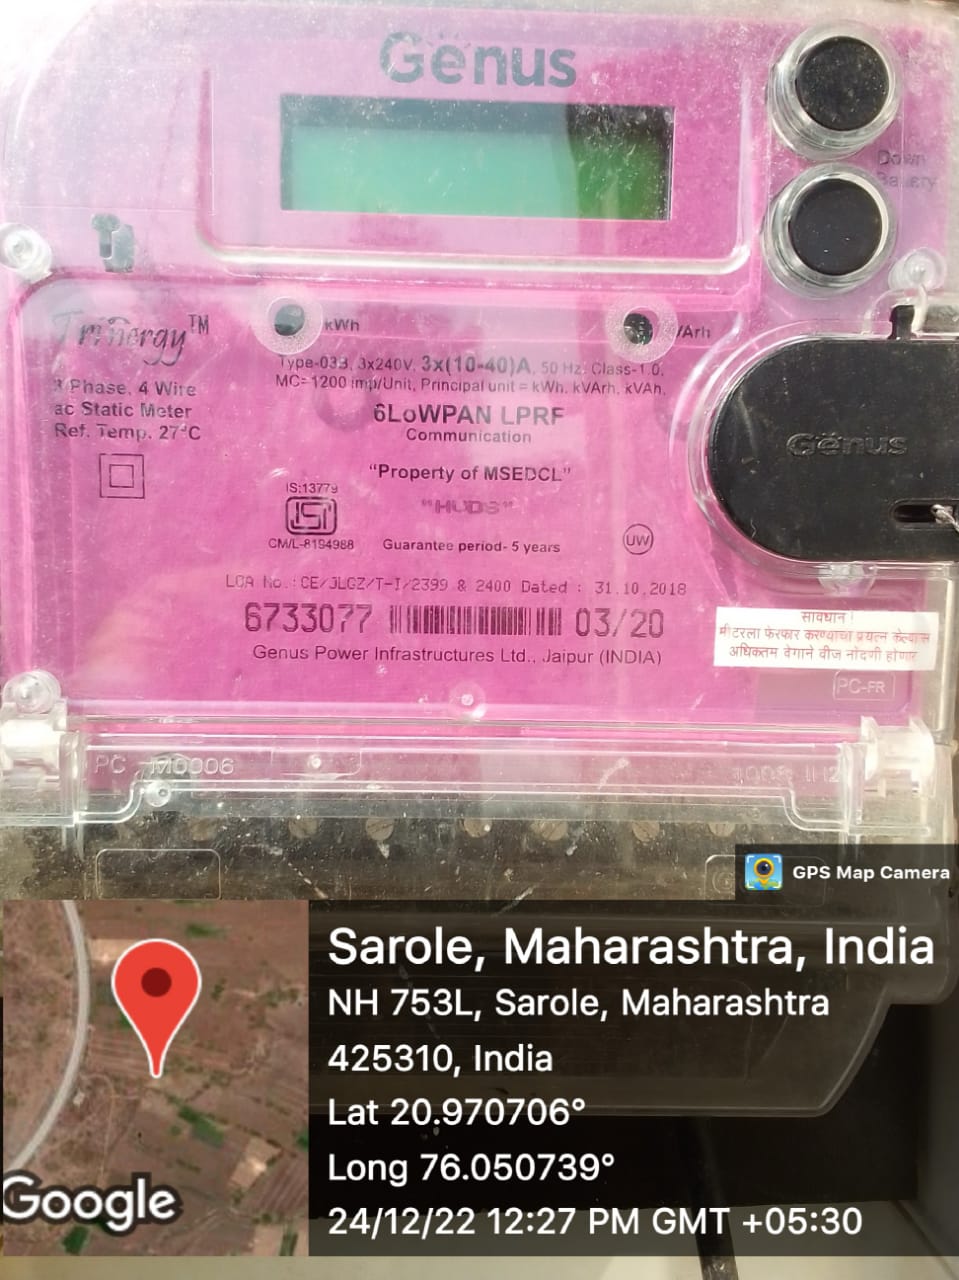 Genus
Down
Battery
Trinergy™
kWh
VArh
3 Phase, 4 Wire
ac Static Meter
Ref. Temp. 27°C
Type-033, 3x240V, 3x(10-40)A, 50 Hz, Class-1.0,
MC= 1200 imp/Unit, Principal unit = kWh, kVArh, kVAh,
6LoWPAN LPRF
Communication
Genus
"Property of MSEDCL"
"HUDS"
IS:13779
ISI
CM/L-8194988
Guarantee period- 5 years
UW
LOA No.: CE/JLGZ/T-I/2399 & 2400 Dated : 31.10.2018
6733077 03/20
Genus Power Infrastructures Ltd., Jaipur (INDIA)
सावधान !
मीटरला फेरफार करण्याचा प्रयत्न केल्यास
अधिकतम वेगाने वीज नोंदणी होणार
PC-FR
PC M0006
GPS Map Camera
Sarole, Maharashtra, India
NH 753L, Sarole, Maharashtra
425310, India
Lat 20.970706°
Long 76.050739°
24/12/22 12:27 PM GMT +05:30
Google